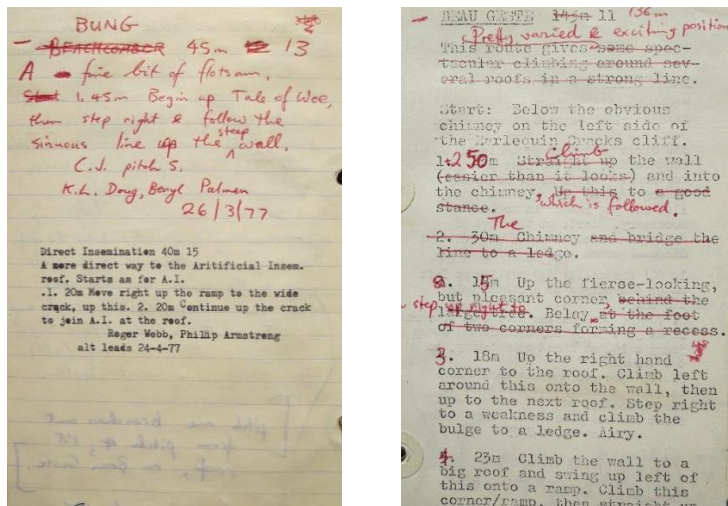 BUNG
BEACHCOMBER 45m 12 13
A fine bit of flotsam.
Start 1. 45m Begin up Tale of Woe,
then step right & follow the
sinuous line up the steep wall.
C.J. pitch 5.
K.L. Doug, Beryl Palmer
26/3/77
Direct Insemination 40m 15
A more direct way to the Aritificial Insem.
roof. Starts as for A.I.
.1. 20m Move right up the ramp to the wide
crack, up this. 2. 20m Continue up the crack
to join A.I. at the roof.
Roger Webb, Phillip Armstrong
alt leads 24-4-77
BEAU GESTE 145m 11 136m
Pretty varied & exciting position
This route gives some spec-
tacular climbing around sev-
eral roofs in a strong line.
Start: Below the obvious
chimney on the left side of
the Harlequin Cracks cliff.
1. 50m Straight Climb up the wall
(easier than it looks) and into
the chimney, Up this to a good
stance. which is followed.
The
2. 30m Chimney and bridge the
line to a ledge.
2. 15m Up the fierce-looking,
but pleasant corner, behind the
step up right to
large tree. Belay at the foot
of two corners forming a recess.
3. 18m Up the right hand
corner to the roof. Climb left
around this onto the wall, then
up to the next roof. Step right
to a weakness and climb the
bulge to a ledge. Airy.
4. 23m Climb the wall to a
big roof and swing up left of
this onto a ramp. Climb this
corner/ramp, then straight up